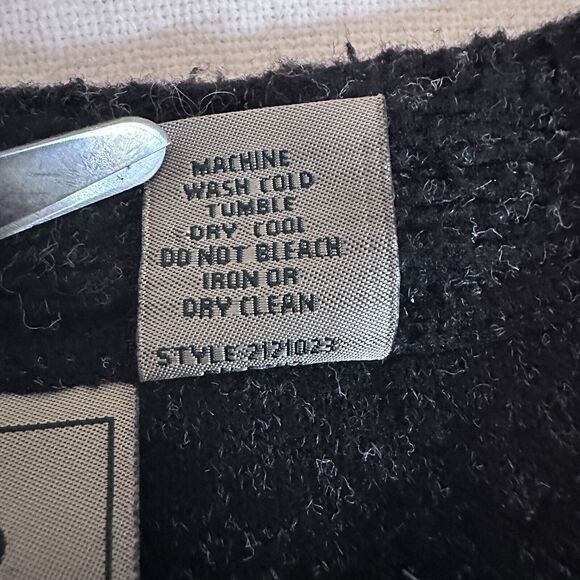 MACHINE
WASH COLD
TUMBLE
DRY COOL
DO NOT BLEACH
IRON OR
DRY CLEAN
STYLE 2171023